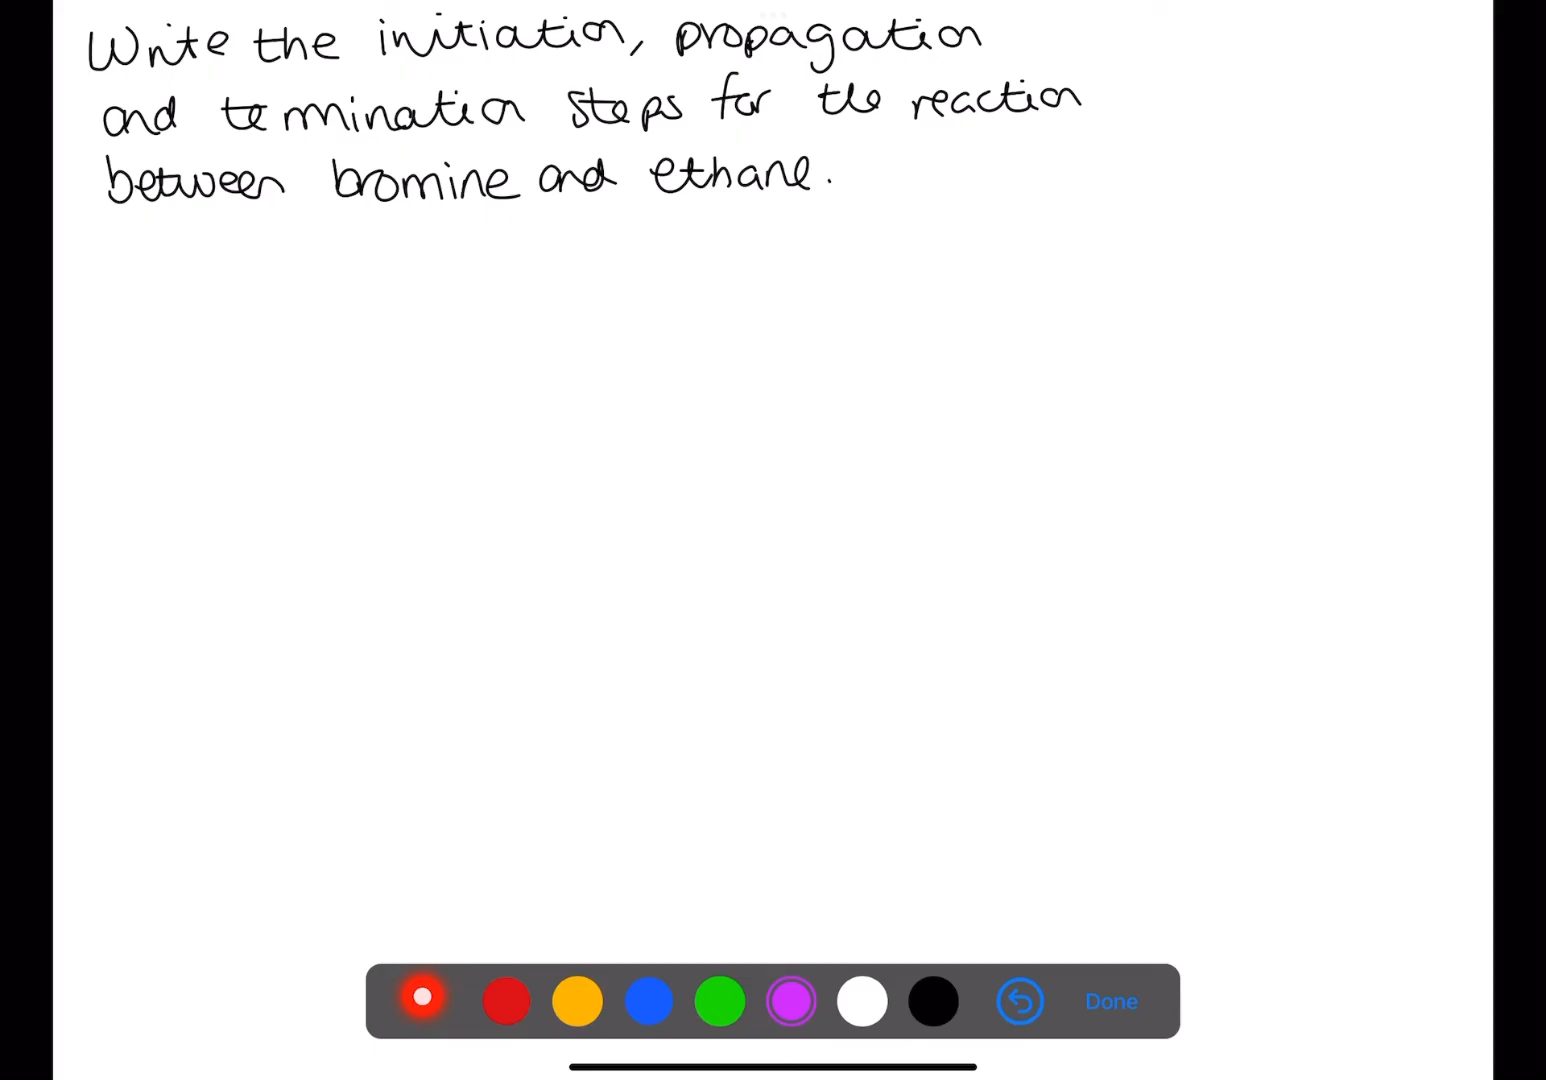 Write the initiation, propagation
and termination steps for the reaction
between bromine and ethane.
Done